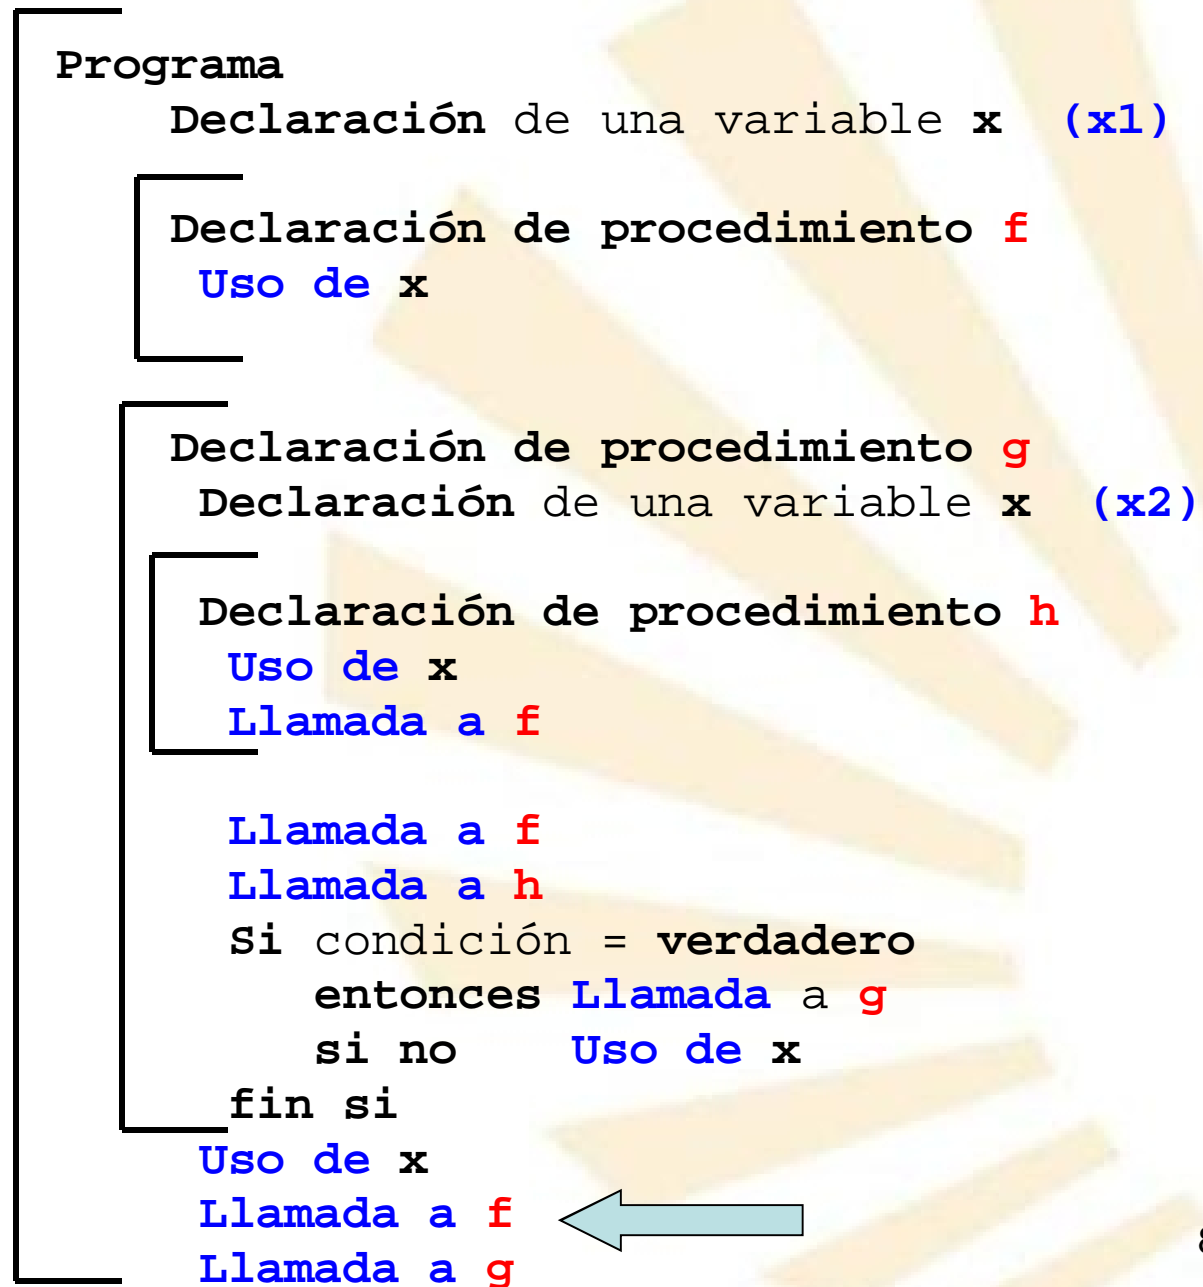 Programa
Declaración de una variable x (x1)
Declaración de procedimiento f
Uso de x
Declaración de procedimiento g
Declaración de una variable x (x2)
Declaración de procedimiento h
Uso de x
Llamada a f
Llamada a f
Llamada a h
Si condición = verdadero
entonces Llamada a g
si no Uso de x
fin si
Uso de x
Llamada a f
Llamada a g